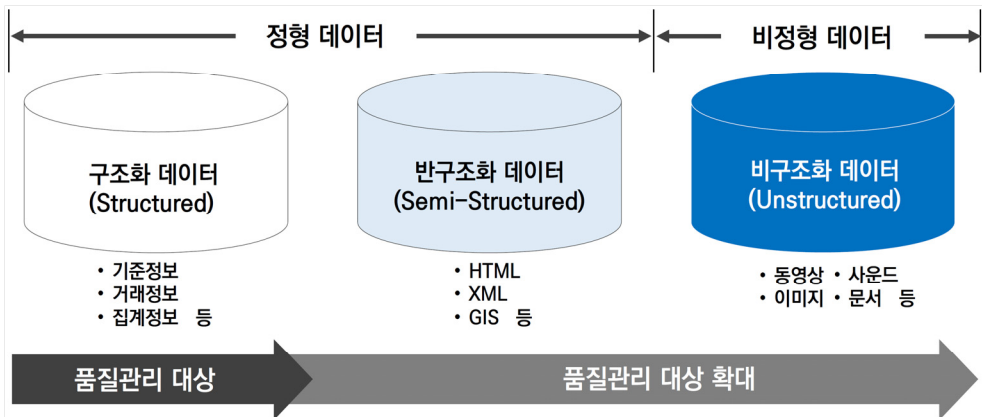 정형 데이터
비정형 데이터
구조화 데이터
(Structured)
반구조화 데이터
(Semi-Structured)
비구조화 데이터
(Unstructured)
• 기준정보
• 거래정보
• 집계정보 등
• HTML
• XML
• GIS 등
• 동영상 • 사운드
• 이미지 • 문서 등
품질관리 대상
품질관리 대상 확대